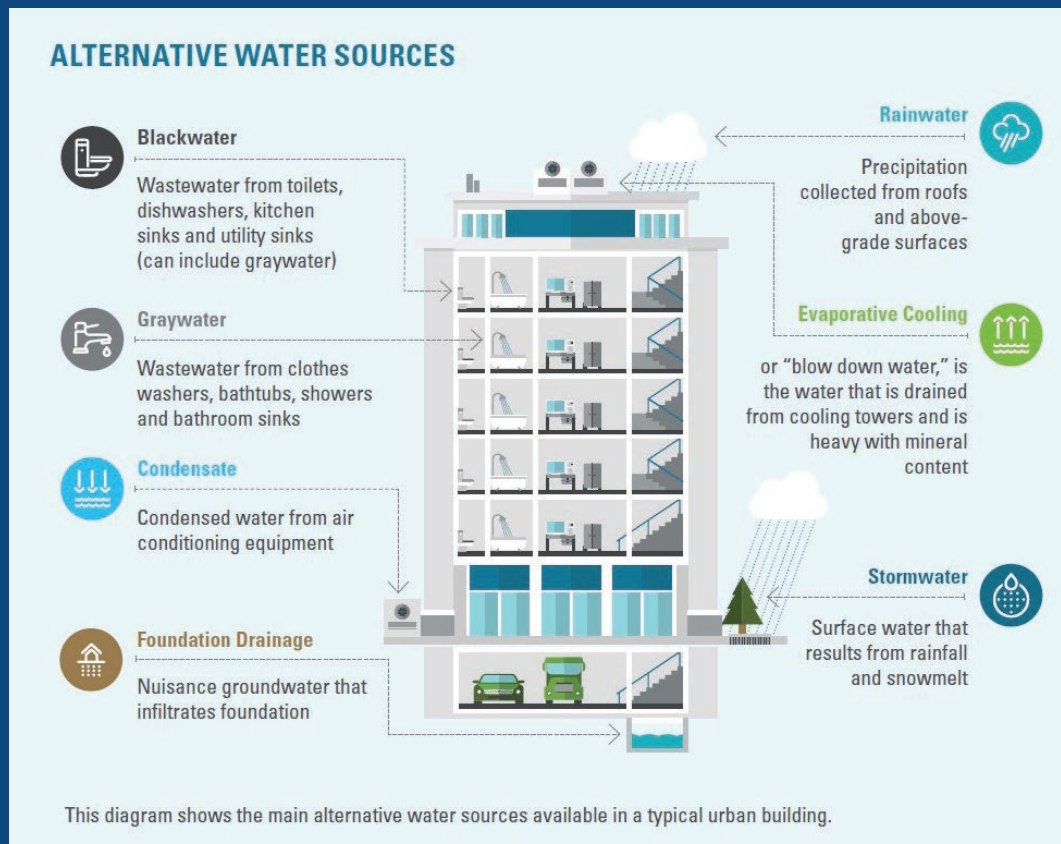 ALTERNATIVE WATER SOURCES
Blackwater
Wastewater from toilets,
dishwashers, kitchen
sinks and utility sinks
(can include graywater)
Graywater
Wastewater from clothes
washers, bathtubs, showers
and bathroom sinks
Condensate
Condensed water from air
conditioning equipment
Foundation Drainage
Nuisance groundwater that
infiltrates foundation
Rainwater
Precipitation
collected from roofs
and above-
grade surfaces
Evaporative Cooling
or “blow down water,” is
the water that is drained
from cooling towers and is
heavy with mineral
content
Stormwater
Surface water that
results from rainfall
and snowmelt
This diagram shows the main alternative water sources available in a typical urban building.